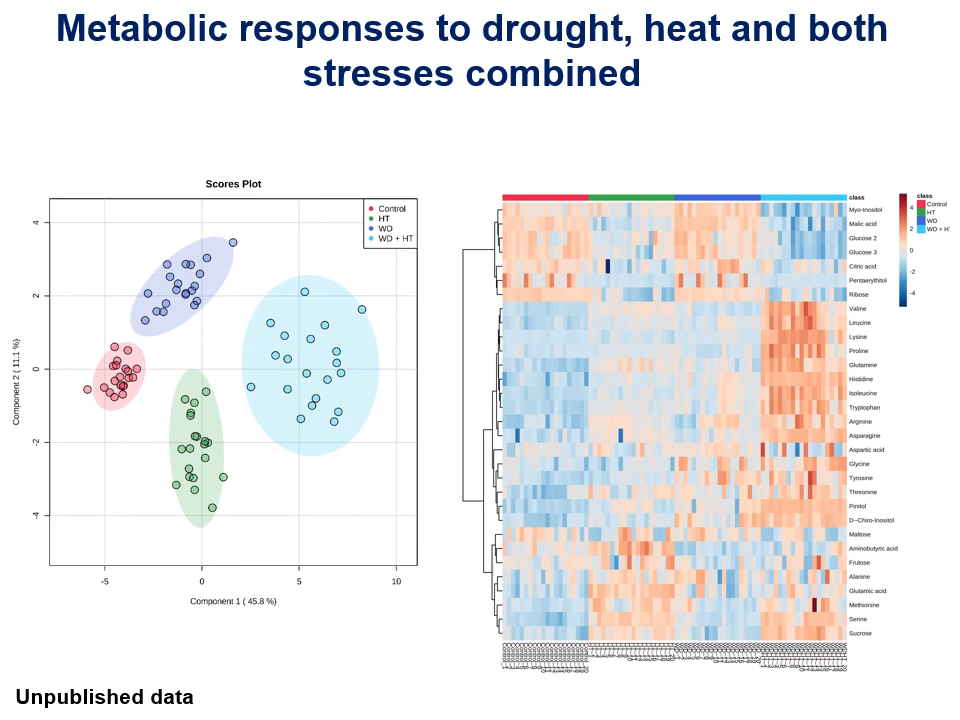 Metabolic responses to drought, heat and both
stresses combined
Scores Plot
Control
HT
WD
WD + HT
Component 2 ( 11.1 %)
4
2
0
-2
-4
-5
0
5
10
Component 1 ( 45.8 %)
class
Myo-Inositol
Malic acid
Glucose 2
Glucose 3
Citric acid
Pentaerythitol
Ribose
Valine
Leucine
Lysine
Proline
Glutamine
Histidine
Isoleucine
Tryptophan
Arginine
Asparagine
Aspartic acid
Glycine
Tyrosine
Threonine
Pinitol
D--Chiro-Inositol
Maltose
Aminobutyric acid
Frutose
Alanine
Glutamic acid
Methionine
Serine
Sucrose
4
2
0
-2
-4
class
Control
HT
WD
WD + HT
Unpublished data